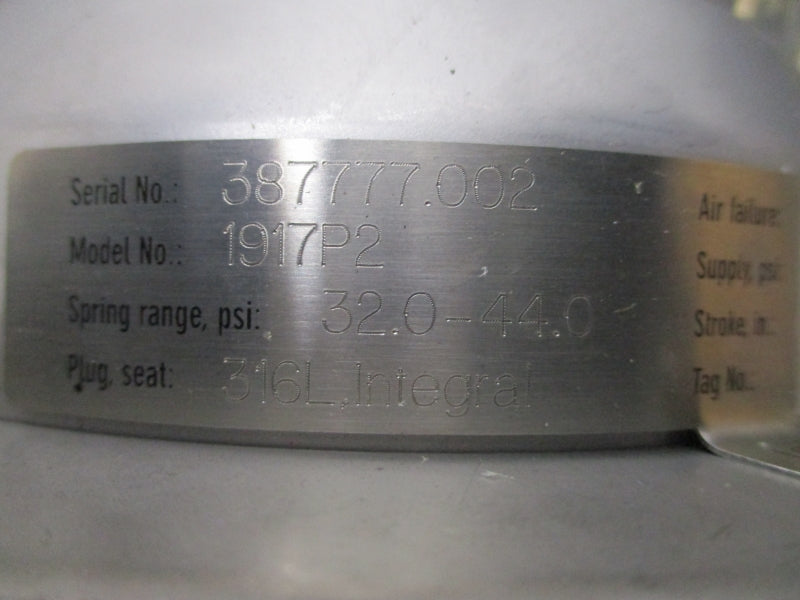 Serial No.: 387777.002
Model No.: 1917P2
Spring range, psi: 32.0-44.0
Plug, seat: 316L,Integral
Air failure:
Supply, psi:
Stroke, in.:
Tag No.: